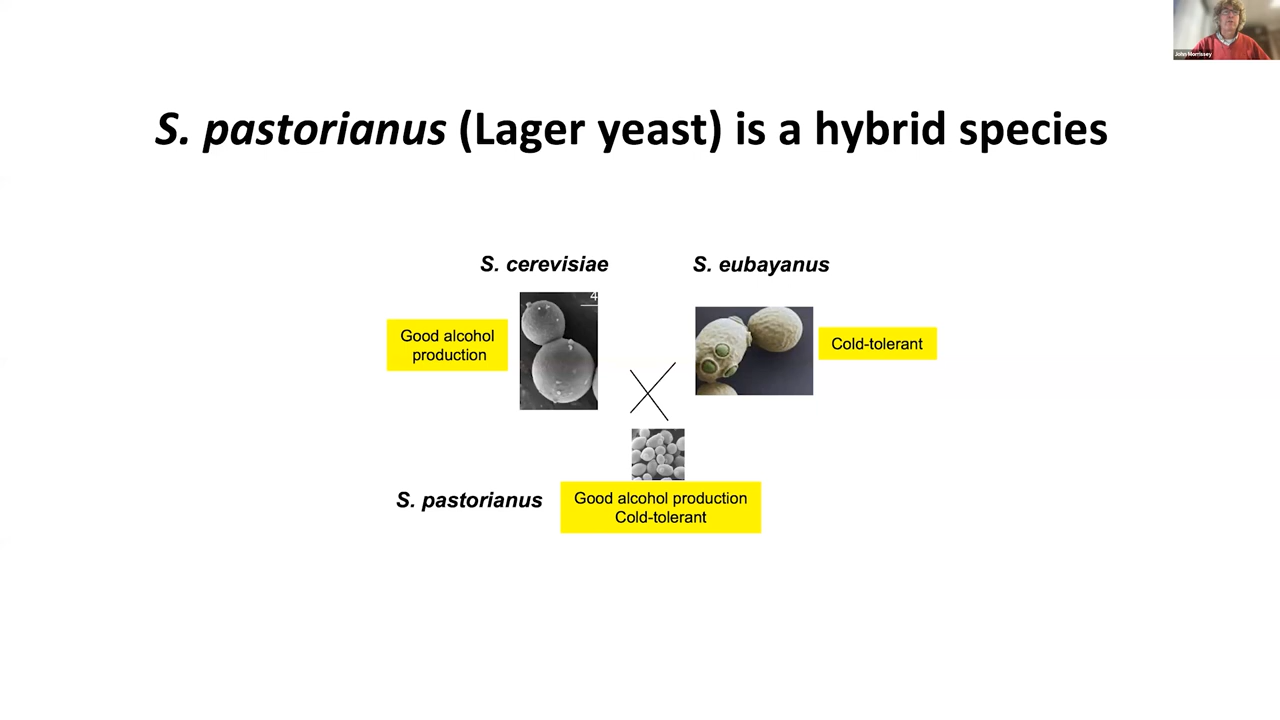 John Morrissey
S. pastorianus (Lager yeast) is a hybrid species
S. cerevisiae
S. eubayanus
4
Good alcohol
production
Cold-tolerant
S. pastorianus
Good alcohol production
Cold-tolerant